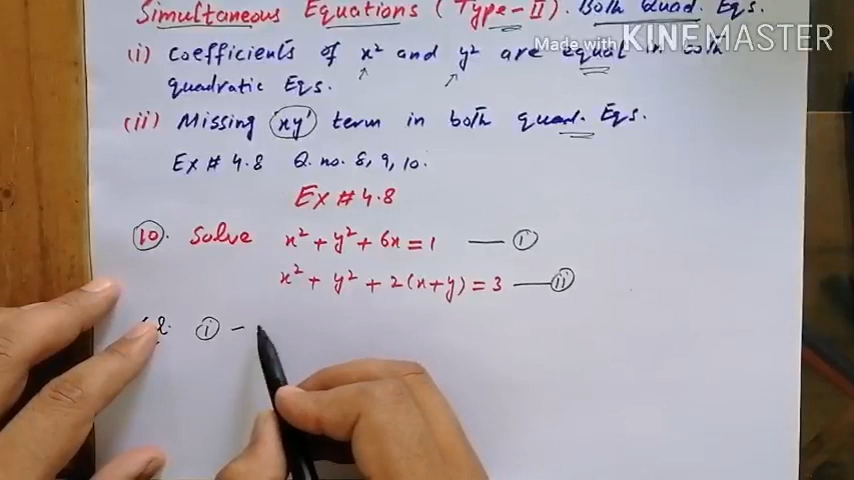 Simultaneous Equations (Type-II). Both Quad. Eqs.
Made with KINEMASTER
(i) Coefficients of x² and y² are equal in both
quadratic Eqs.
(ii) Missing 'xy' term in both quad. Eqs.
Ex # 4.8 Q. no. 8, 9, 10.
Ex # 4.8
10. Solve x² + y² + 6x = 1 — (i)
x² + y² + 2(x+y) = 3 — (ii)
(i) -